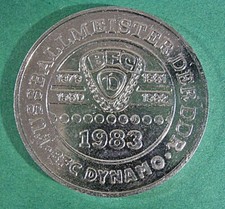 FUSSBALLMEISTER DER DDR
BFC
D
1979 1981
1980 1982
1983
· BFC DYNAMO ·